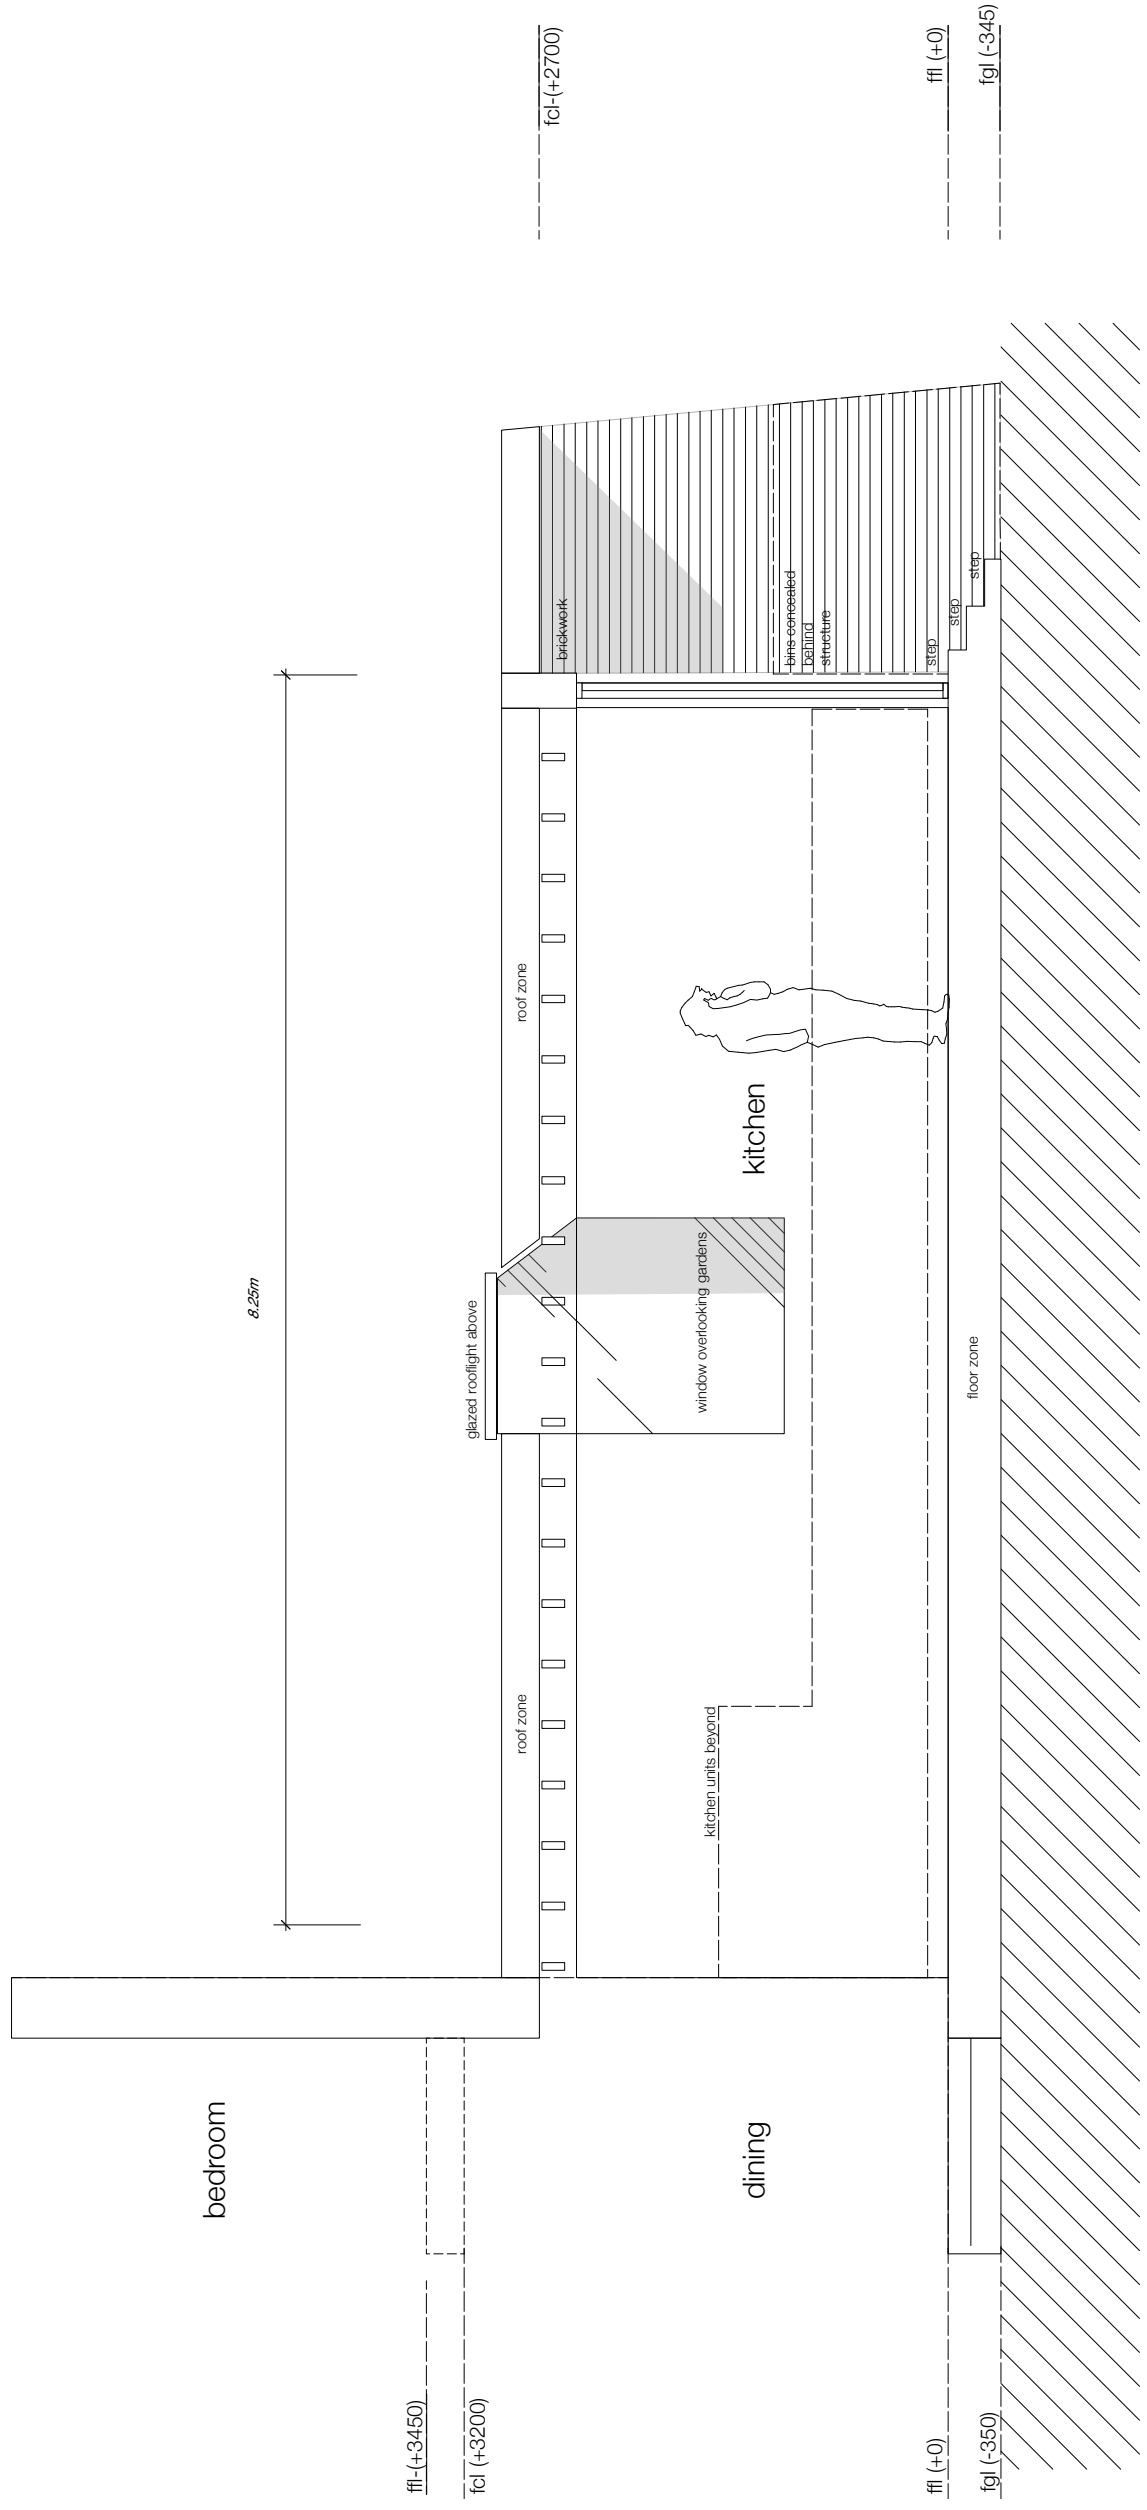 bedroom
8.25m
ffl-(+3450)
fcl (+3200)
glazed rooflight above
roof zone
roof zone
fcl-(+2700)
brickwork
kitchen units beyond
window overlooking gardens
dining
kitchen
bins concealed
behind
structure
step
step
step
ffl (+0)
ffl (+0)
floor zone
fgl (-350)
fgl (-345)